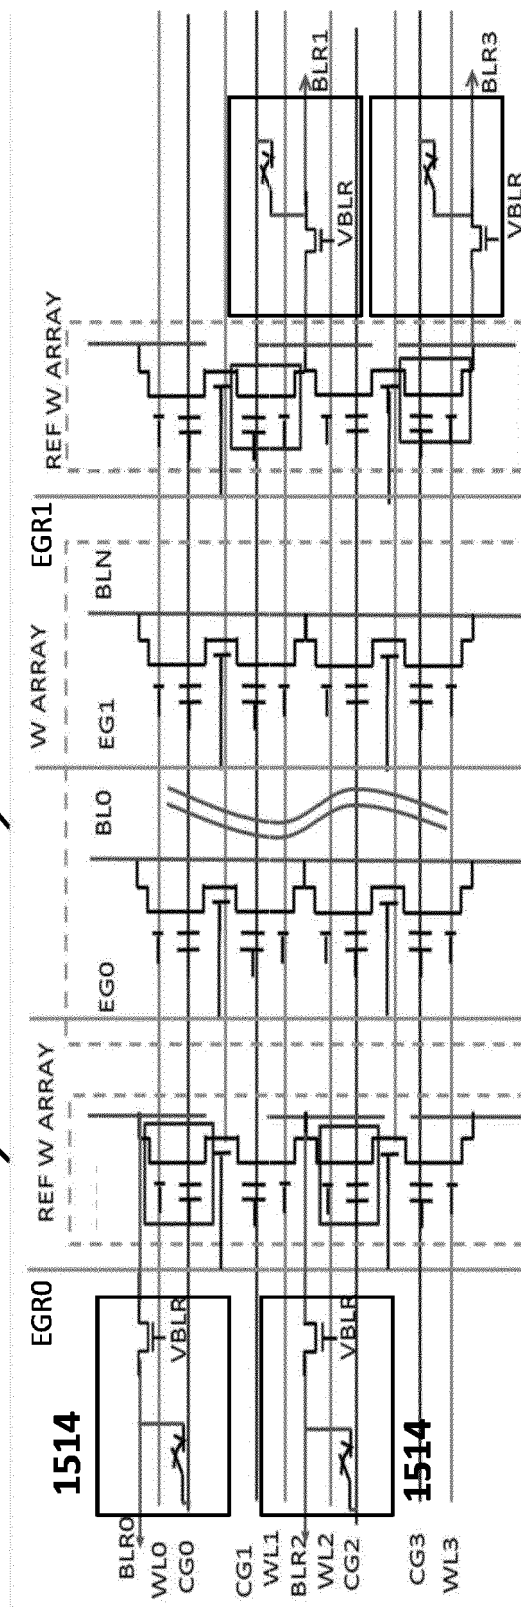 BLR1
BLR3
VBLR
VBLR
REF W ARRAY
EGR1
BLN
W ARRAY
EG1
BL0
EG0
REF W ARRAY
EGR0
VBLR
VBLR
1514
1514
BLR0
WL0
CG0
CG1
WL1
BLR2
WL2
CG2
CG3
WL3